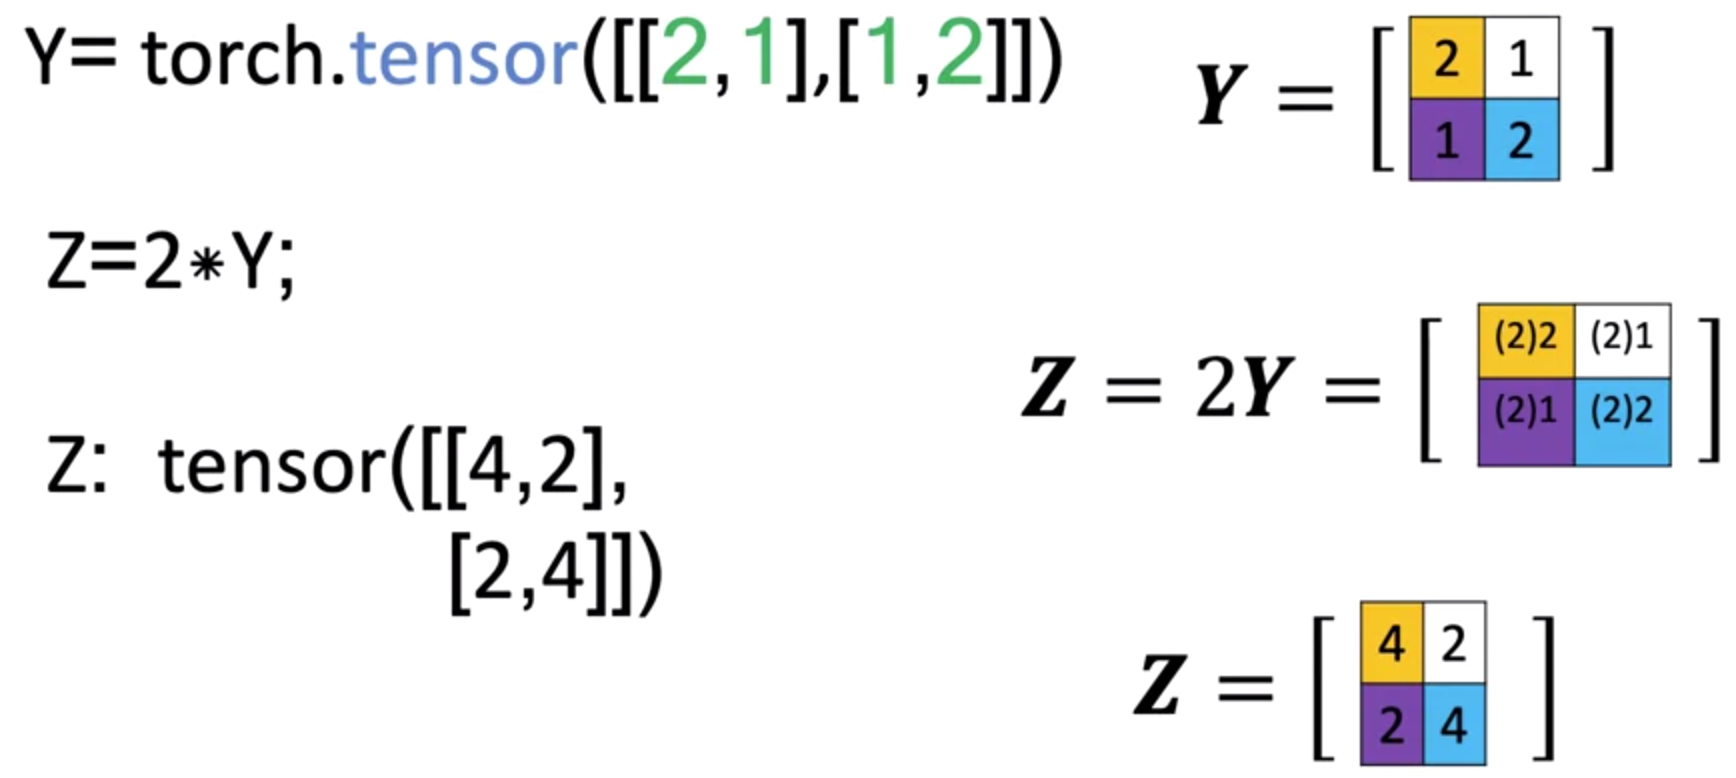 Y= torch.tensor([[2,1],[1,2]])
Y = [ 2 1
1 2 ]
Z=2*Y;
Z = 2Y = [ (2)2 (2)1
(2)1 (2)2 ]
Z: tensor([[4,2],
[2,4]])
Z = [ 4 2
2 4 ]